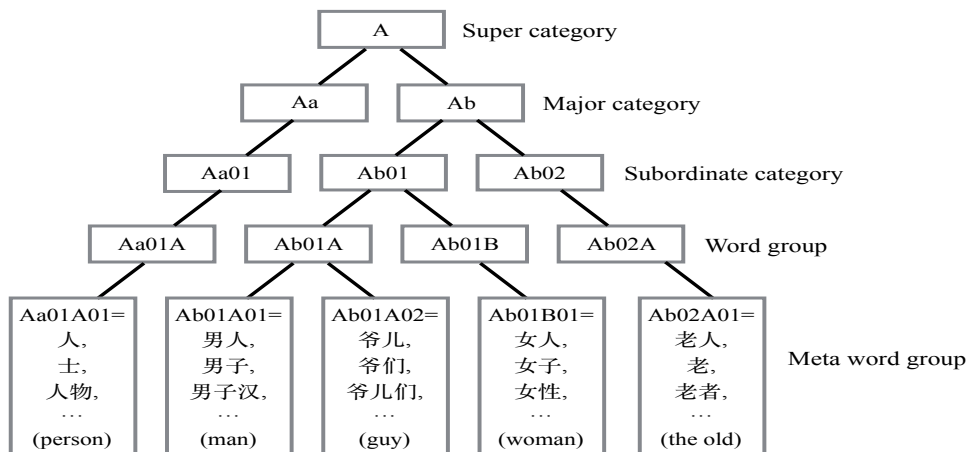 A Super category
Aa Ab Major category
Aa01 Ab01 Ab02 Subordinate category
Aa01A Ab01A Ab01B Ab02A Word group
Aa01A01=
人,
士,
人物,
…
(person)
Ab01A01=
男人,
男子,
男子汉,
…
(man)
Ab01A02=
爷儿,
爷们,
爷儿们,
…
(guy)
Ab01B01=
女人,
女子,
女性,
…
(woman)
Ab02A01=
老人,
老,
老者,
…
(the old)
Meta word group